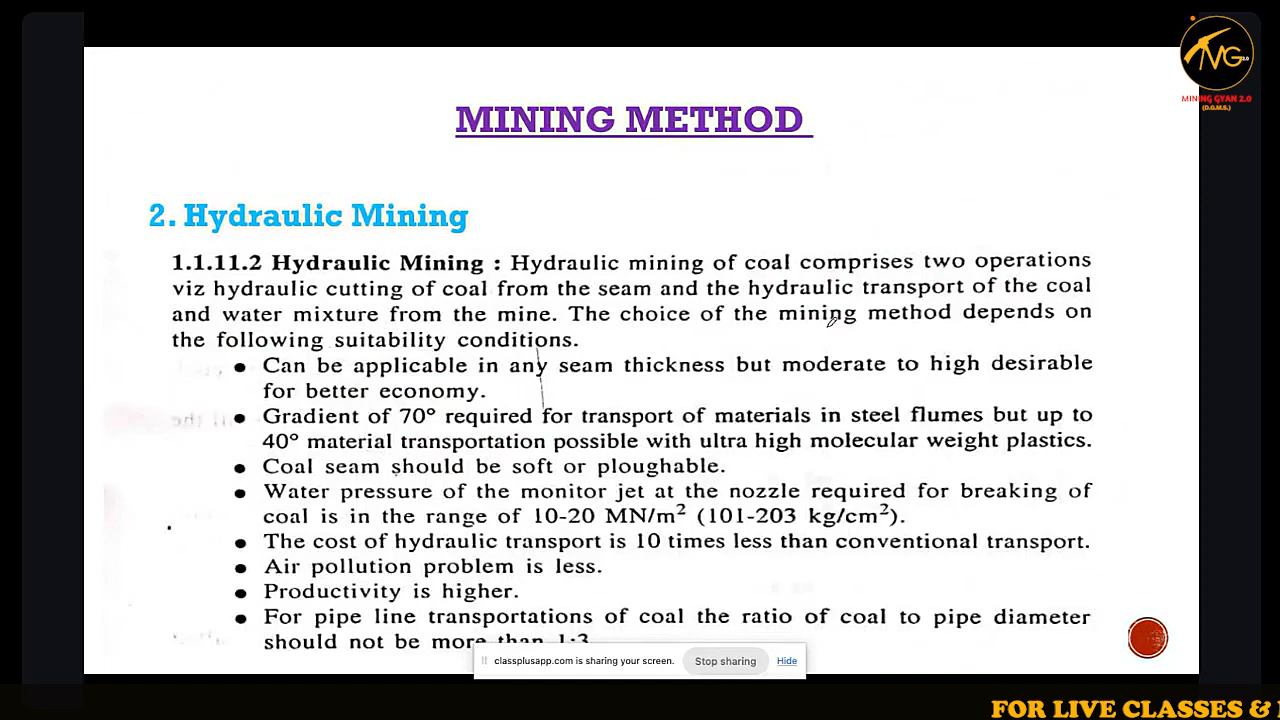 MINING GYAN 2.0
(D.G.M.S.)
MINING METHOD
2. Hydraulic Mining
1.1.11.2 Hydraulic Mining : Hydraulic mining of coal comprises two operations
viz hydraulic cutting of coal from the seam and the hydraulic transport of the coal
and water mixture from the mine. The choice of the mining method depends on
the following suitability conditions.
• Can be applicable in any seam thickness but moderate to high desirable
for better economy.
• Gradient of 70° required for transport of materials in steel flumes but up to
40° material transportation possible with ultra high molecular weight plastics.
• Coal seam should be soft or ploughable.
• Water pressure of the monitor jet at the nozzle required for breaking of
coal is in the range of 10-20 MN/m² (101-203 kg/cm²).
• The cost of hydraulic transport is 10 times less than conventional transport.
• Air pollution problem is less.
• Productivity is higher.
• For pipe line transportations of coal the ratio of coal to pipe diameter
should not be more than 1:3
classplusapp.com is sharing your screen.
Stop sharing
Hide
FOR LIVE CLASSES &